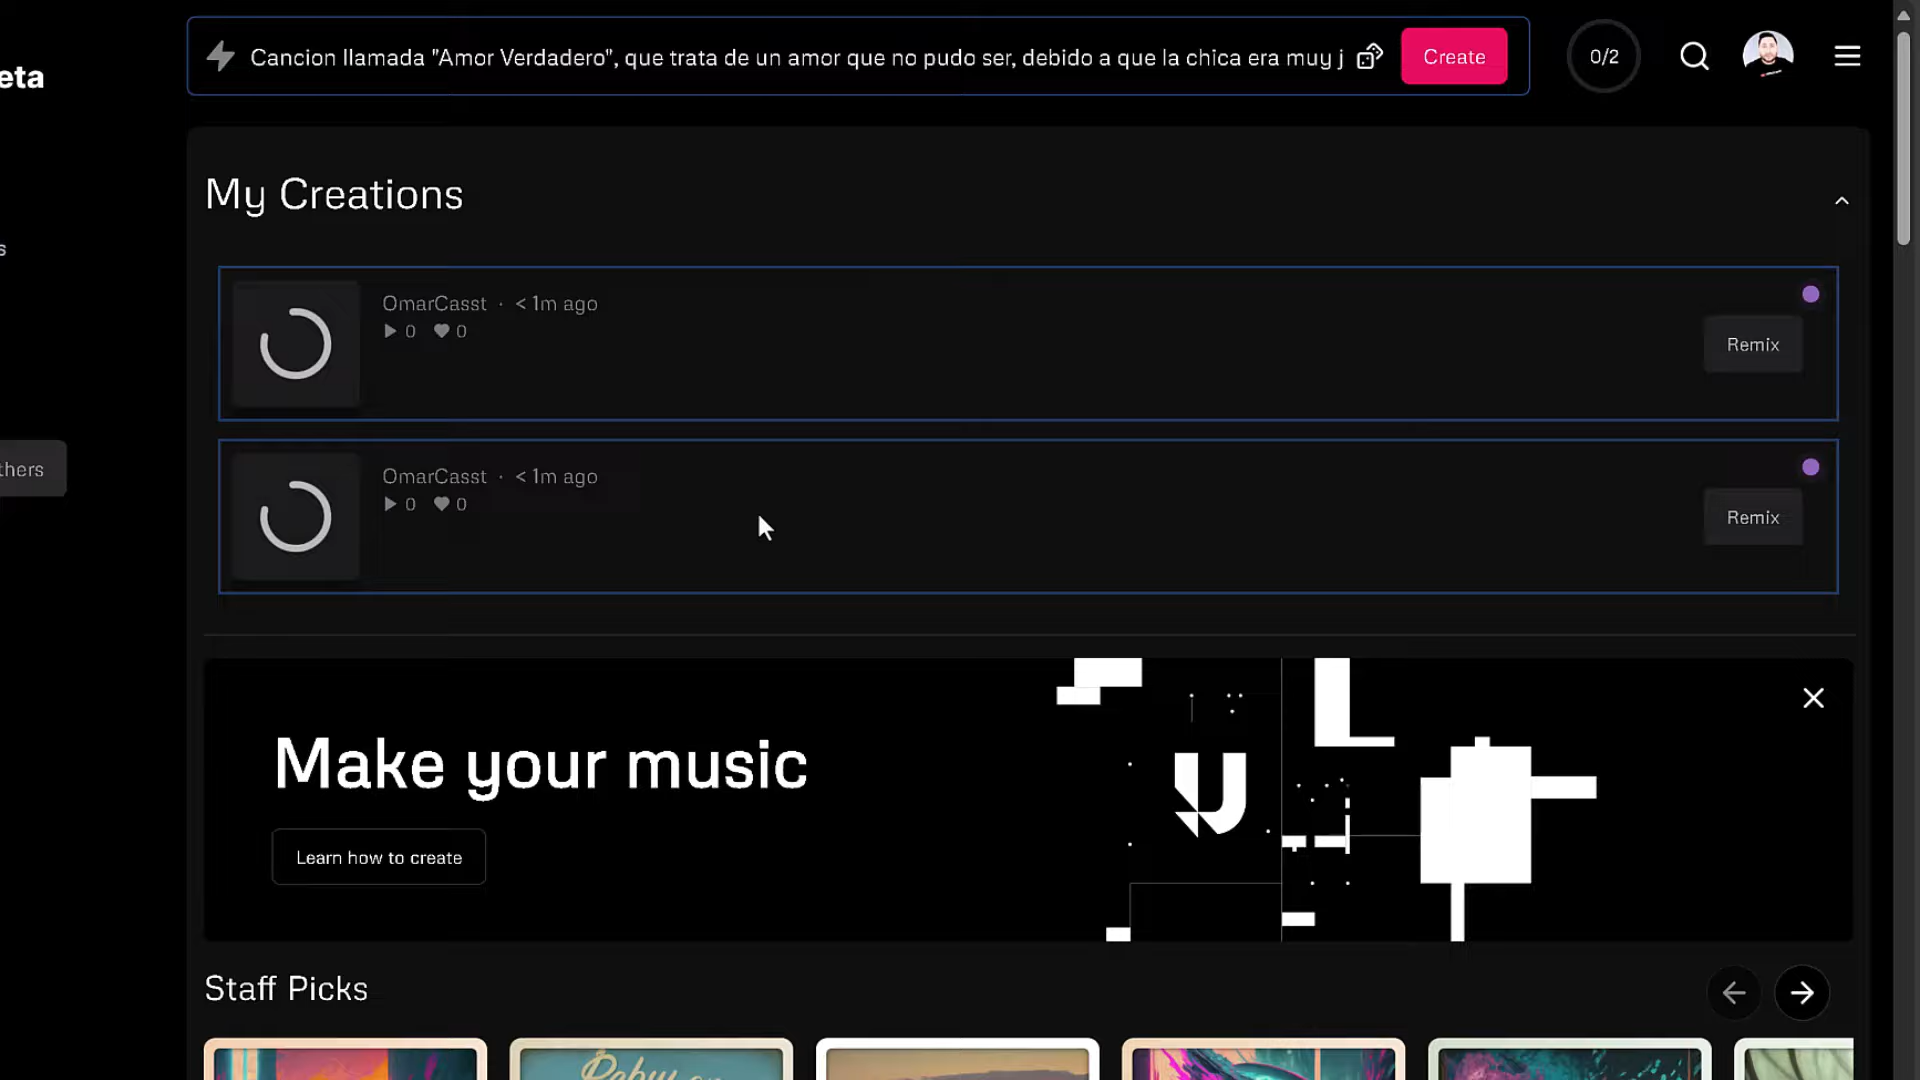 eta
Cancion llamada "Amor Verdadero", que trata de un amor que no pudo ser, debido a que la chica era muy j
Create
0/2
My Creations
s
OmarCasst · < 1m ago
0 0
Remix
thers
OmarCasst · < 1m ago
0 0
Remix
Make your music
Learn how to create
Staff Picks